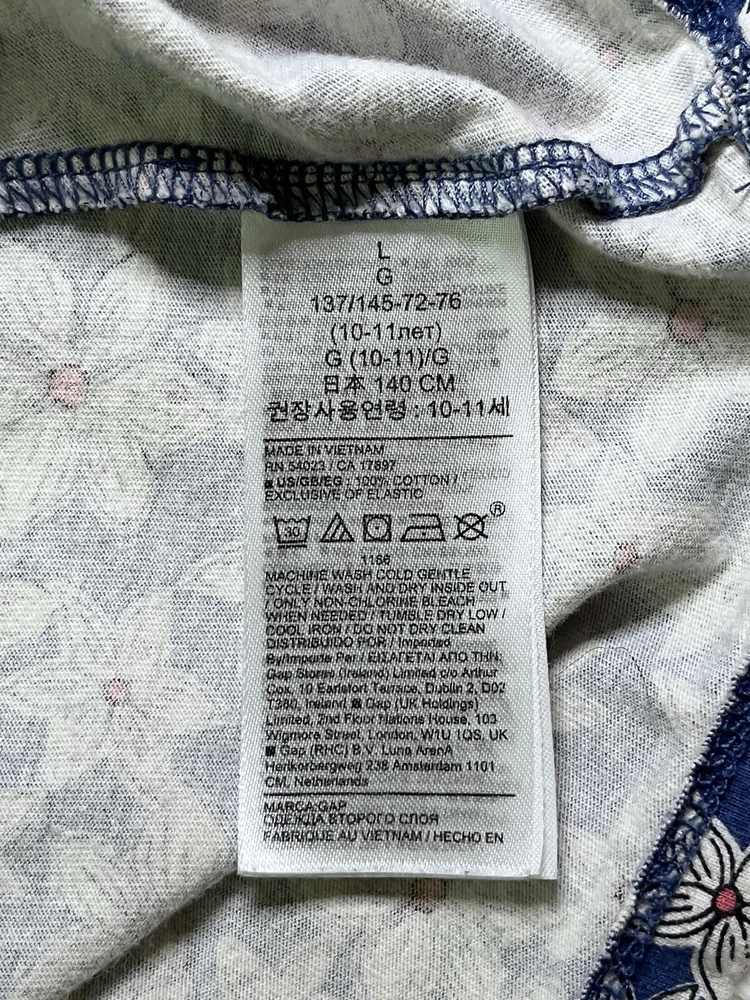 L
G
137/145-72-76
(10-11лет)
G (10-11)/G
日本 140 CM
권장사용연령 : 10-11세
MADE IN VIETNAM
RN 54023 / CA 17897
■ US/GB/EG : 100% COTTON /
EXCLUSIVE OF ELASTIC
30
®
1166
MACHINE WASH COLD GENTLE
CYCLE / WASH AND DRY INSIDE OUT
/ ONLY NON-CHLORINE BLEACH
WHEN NEEDED / TUMBLE DRY LOW /
COOL IRON / DO NOT DRY CLEAN
DISTRIBUIDO POR / Imported
By/Importe Par / ΕΙΣΑΓΕΤΑΙ ΑΠΟ ΤΗΝ:
Gap Stores (Ireland) Limited c/o Arthur
Cox, 10 Earlsfort Terrace, Dublin 2, D02
T380, Ireland ■ Gap (UK Holdings)
Limited, 2nd Floor Nations House, 103
Wigmore Street, London, W1U 1QS, UK
■ Gap (RHC) B.V. Luna ArenA
Herikerbergweg 238 Amsterdam 1101
CM, Netherlands
MARCA:GAP
ОДЕЖДА ВТОРОГО СЛОЯ
FABRIQUE AU VIETNAM / HECHO EN